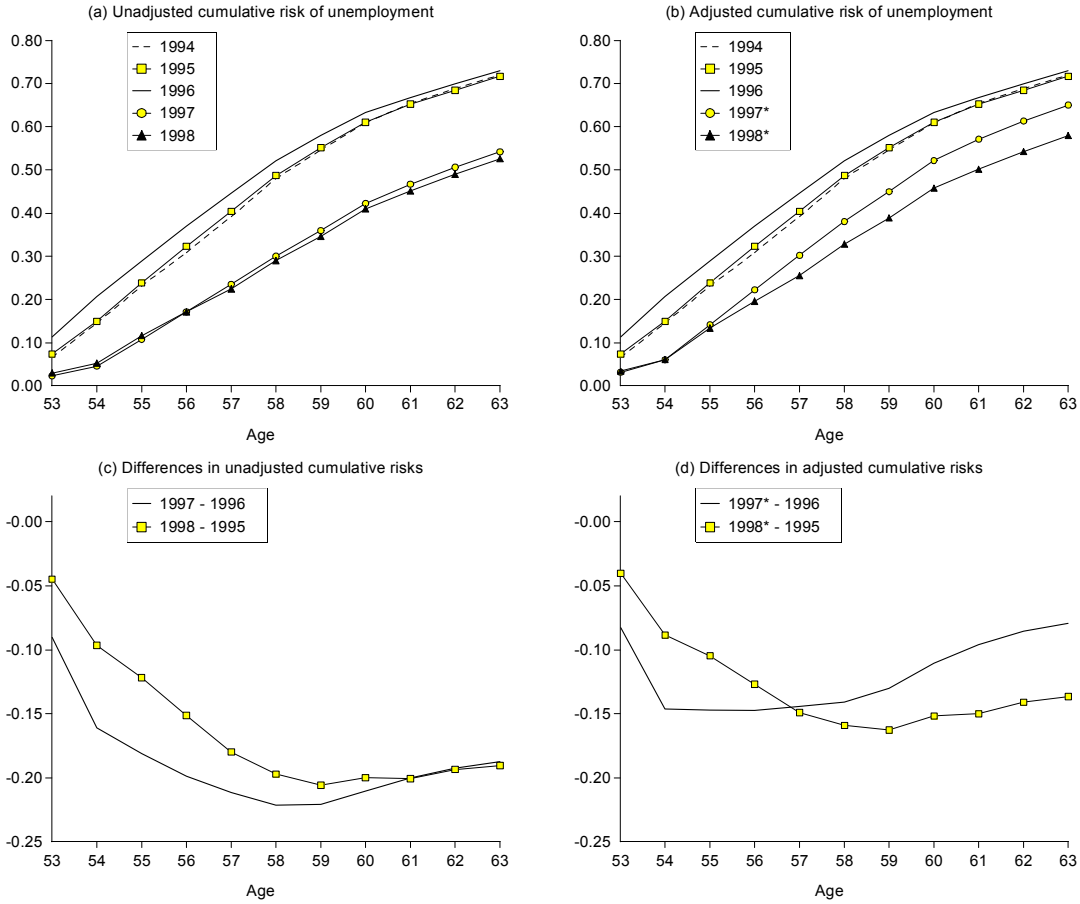 (a) Unadjusted cumulative risk of unemployment
0.80
0.70
0.60
0.50
0.40
0.30
0.20
0.10
0.00
1994
1995
1996
1997
1998
53 54 55 56 57 58 59 60 61 62 63
Age
(b) Adjusted cumulative risk of unemployment
0.80
0.70
0.60
0.50
0.40
0.30
0.20
0.10
0.00
1994
1995
1996
1997*
1998*
53 54 55 56 57 58 59 60 61 62 63
Age
(c) Differences in unadjusted cumulative risks
1997 - 1996
1998 - 1995
-0.00
-0.05
-0.10
-0.15
-0.20
-0.25
53 54 55 56 57 58 59 60 61 62 63
Age
(d) Differences in adjusted cumulative risks
1997* - 1996
1998* - 1995
-0.00
-0.05
-0.10
-0.15
-0.20
-0.25
53 54 55 56 57 58 59 60 61 62 63
Age